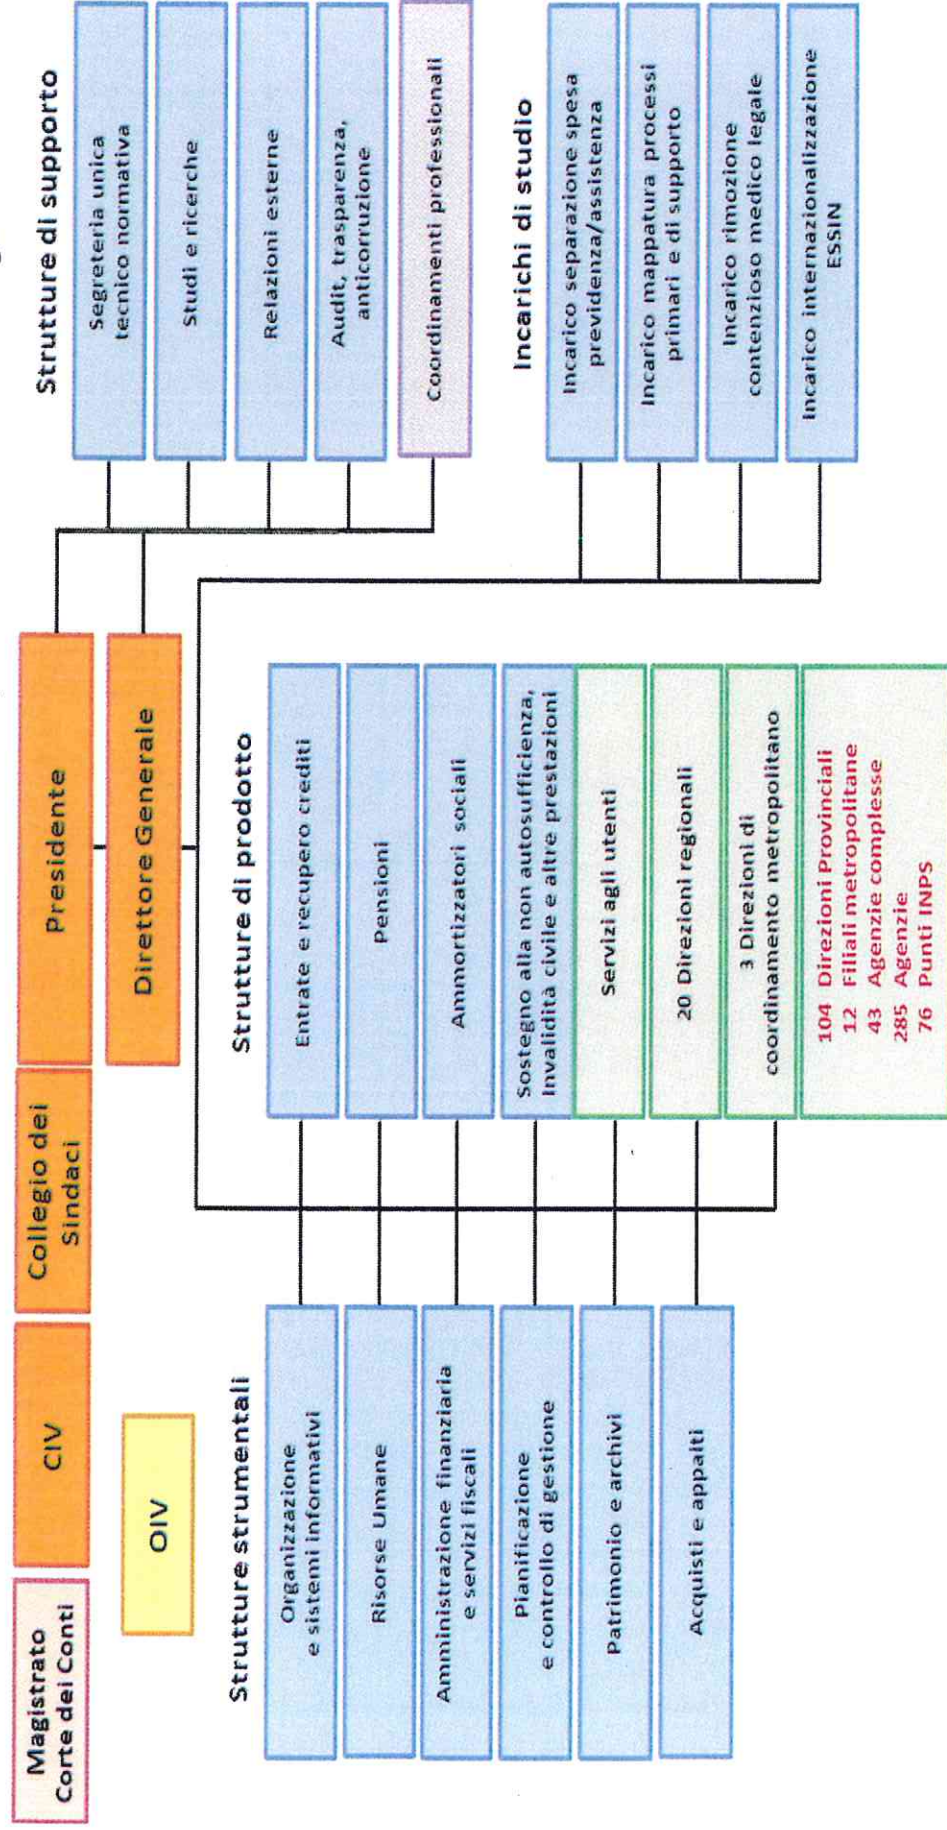 Magistrato
Corte dei Conti
CIV
Collegio dei
Sindaci
Presidente
OIV
Direttore Generale
Strutture di supporto
Segreteria unica
tecnico normativa
Studi e ricerche
Relazioni esterne
Audit, trasparenza,
anticorruzione
Coordinamenti professionali
Strutture strumentali
Organizzazione
e sistemi informativi
Risorse Umane
Amministrazione finanziaria
e servizi fiscali
Pianificazione
e controllo di gestione
Patrimonio e archivi
Acquisti e appalti
Struture di prodotto
Entrate e recupero crediti
Pensioni
Ammortizzatori sociali
Sostegno alla non autosufficienza,
Invalidità civile e altre prestazioni
Servizi agli utenti
20 Direzioni regionali
3 Direzioni di
coordinamento metropolitano
104 Direzioni Provinciali
12 Filiali metropolitane
43 Agenzie complesse
285 Agenzie
76 Punti INPS
Incarichi di studio
Incarico separazione spesa
previdenza/assistenza
Incarico mappatura processi
primari e di supporto
Incarico rimozione
contenzioso medico legale
Incarico internazionalizzazione
ESSIN